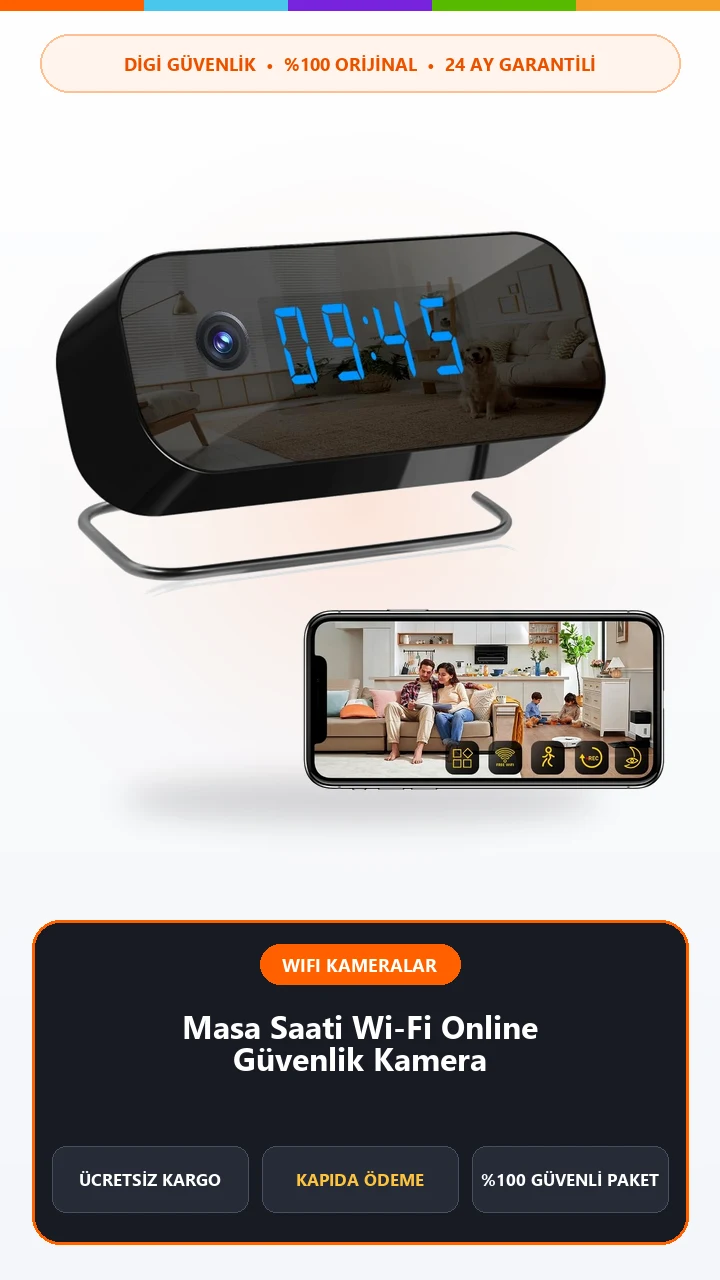 DİGİ GÜVENLİK • %100 ORİJİNAL • 24 AY GARANTİLİ
09:45
REC
WIFI KAMERALAR
Masa Saati Wi-Fi Online
Güvenlik Kamera
ÜCRETSİZ KARGO
KAPIDA ÖDEME
%100 GÜVENLİ PAKET